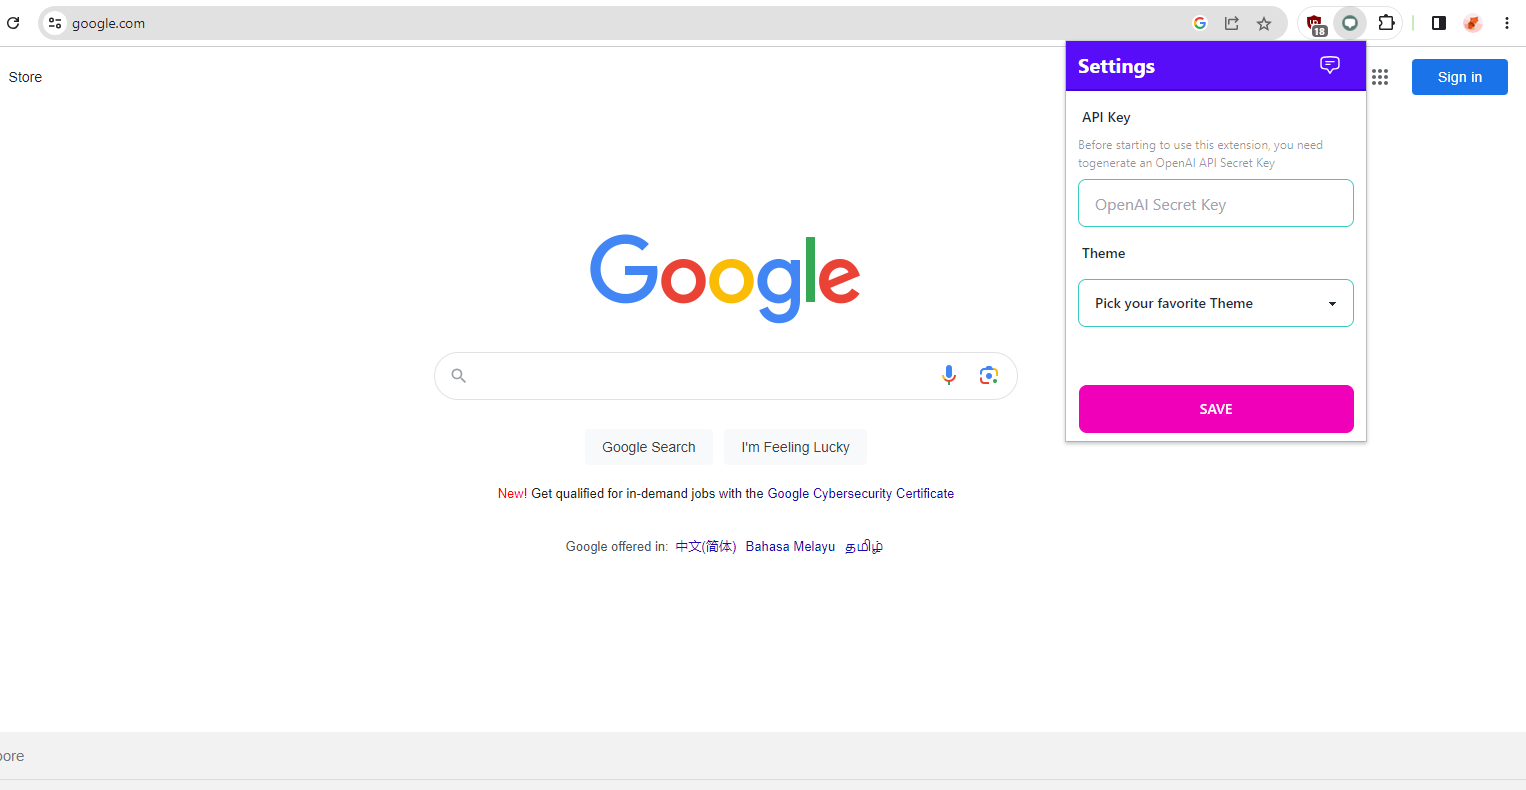 google.com
18
Store
Sign in
Settings
API Key
Before starting to use this extension, you need
togenerate an OpenAI API Secret Key
OpenAI Secret Key
Theme
Pick your favorite Theme
SAVE
Google
Google Search
I'm Feeling Lucky
New! Get qualified for in-demand jobs with the Google Cybersecurity Certificate
Google offered in: 中文(简体) Bahasa Melayu தமிழ்
pore